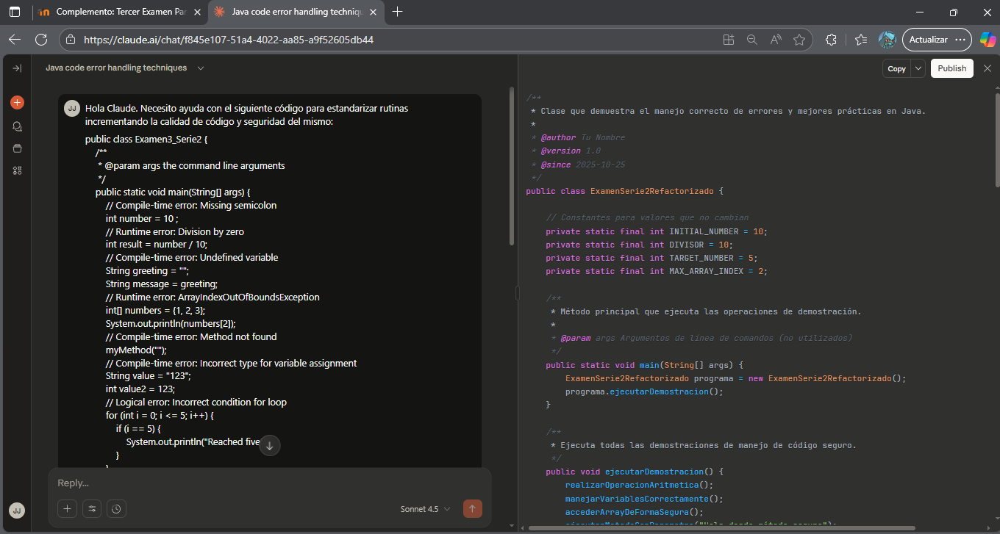 Complemento: Tercer Examen Par
Java code error handling techniqu
https://claude.ai/chat/f845e107-51a4-4022-aa85-a9f52605db44
Actualizar
Java code error handling techniques
JJ
Hola Claude. Necesito ayuda con el siguiente código para estandarizar rutinas
incrementando la calidad de código y seguridad del mismo:
public class Examen3_Serie2 {
/**
* @param args the command line arguments
*/
public static void main(String[] args) {
// Compile-time error: Missing semicolon
int number = 10 ;
// Runtime error: Division by zero
int result = number / 10;
// Compile-time error: Undefined variable
String greeting = "";
String message = greeting;
// Runtime error: ArrayIndexOutOfBoundsException
int[] numbers = {1, 2, 3};
System.out.println(numbers[2]);
// Compile-time error: Method not found
myMethod("");
// Compile-time error: Incorrect type for variable assignment
String value = "123";
int value2 = 123;
// Logical error: Incorrect condition for loop
for (int i = 0; i <= 5; i++) {
if (i == 5) {
System.out.println("Reached five
}
}
Reply...
Sonnet 4.5
JJ
Copy
Publish
/**
* Clase que demuestra el manejo correcto de errores y mejores prácticas en Java.
*
* @author Tu Nombre
* @version 1.0
* @since 2025-10-25
*/
public class ExamenSerie2Refactorizado {
// Constantes para valores que no cambian
private static final int INITIAL_NUMBER = 10;
private static final int DIVISOR = 10;
private static final int TARGET_NUMBER = 5;
private static final int MAX_ARRAY_INDEX = 2;
/**
* Método principal que ejecuta las operaciones de demostración.
*
* @param args Argumentos de línea de comandos (no utilizados)
*/
public static void main(String[] args) {
ExamenSerie2Refactorizado programa = new ExamenSerie2Refactorizado();
programa.ejecutarDemostracion();
}
/**
* Ejecuta todas las demostraciones de manejo de código seguro.
*/
public void ejecutarDemostracion() {
realizarOperacionAritmetica();
manejarVariablesCorrectamente();
accederArrayDeFormaSegura();